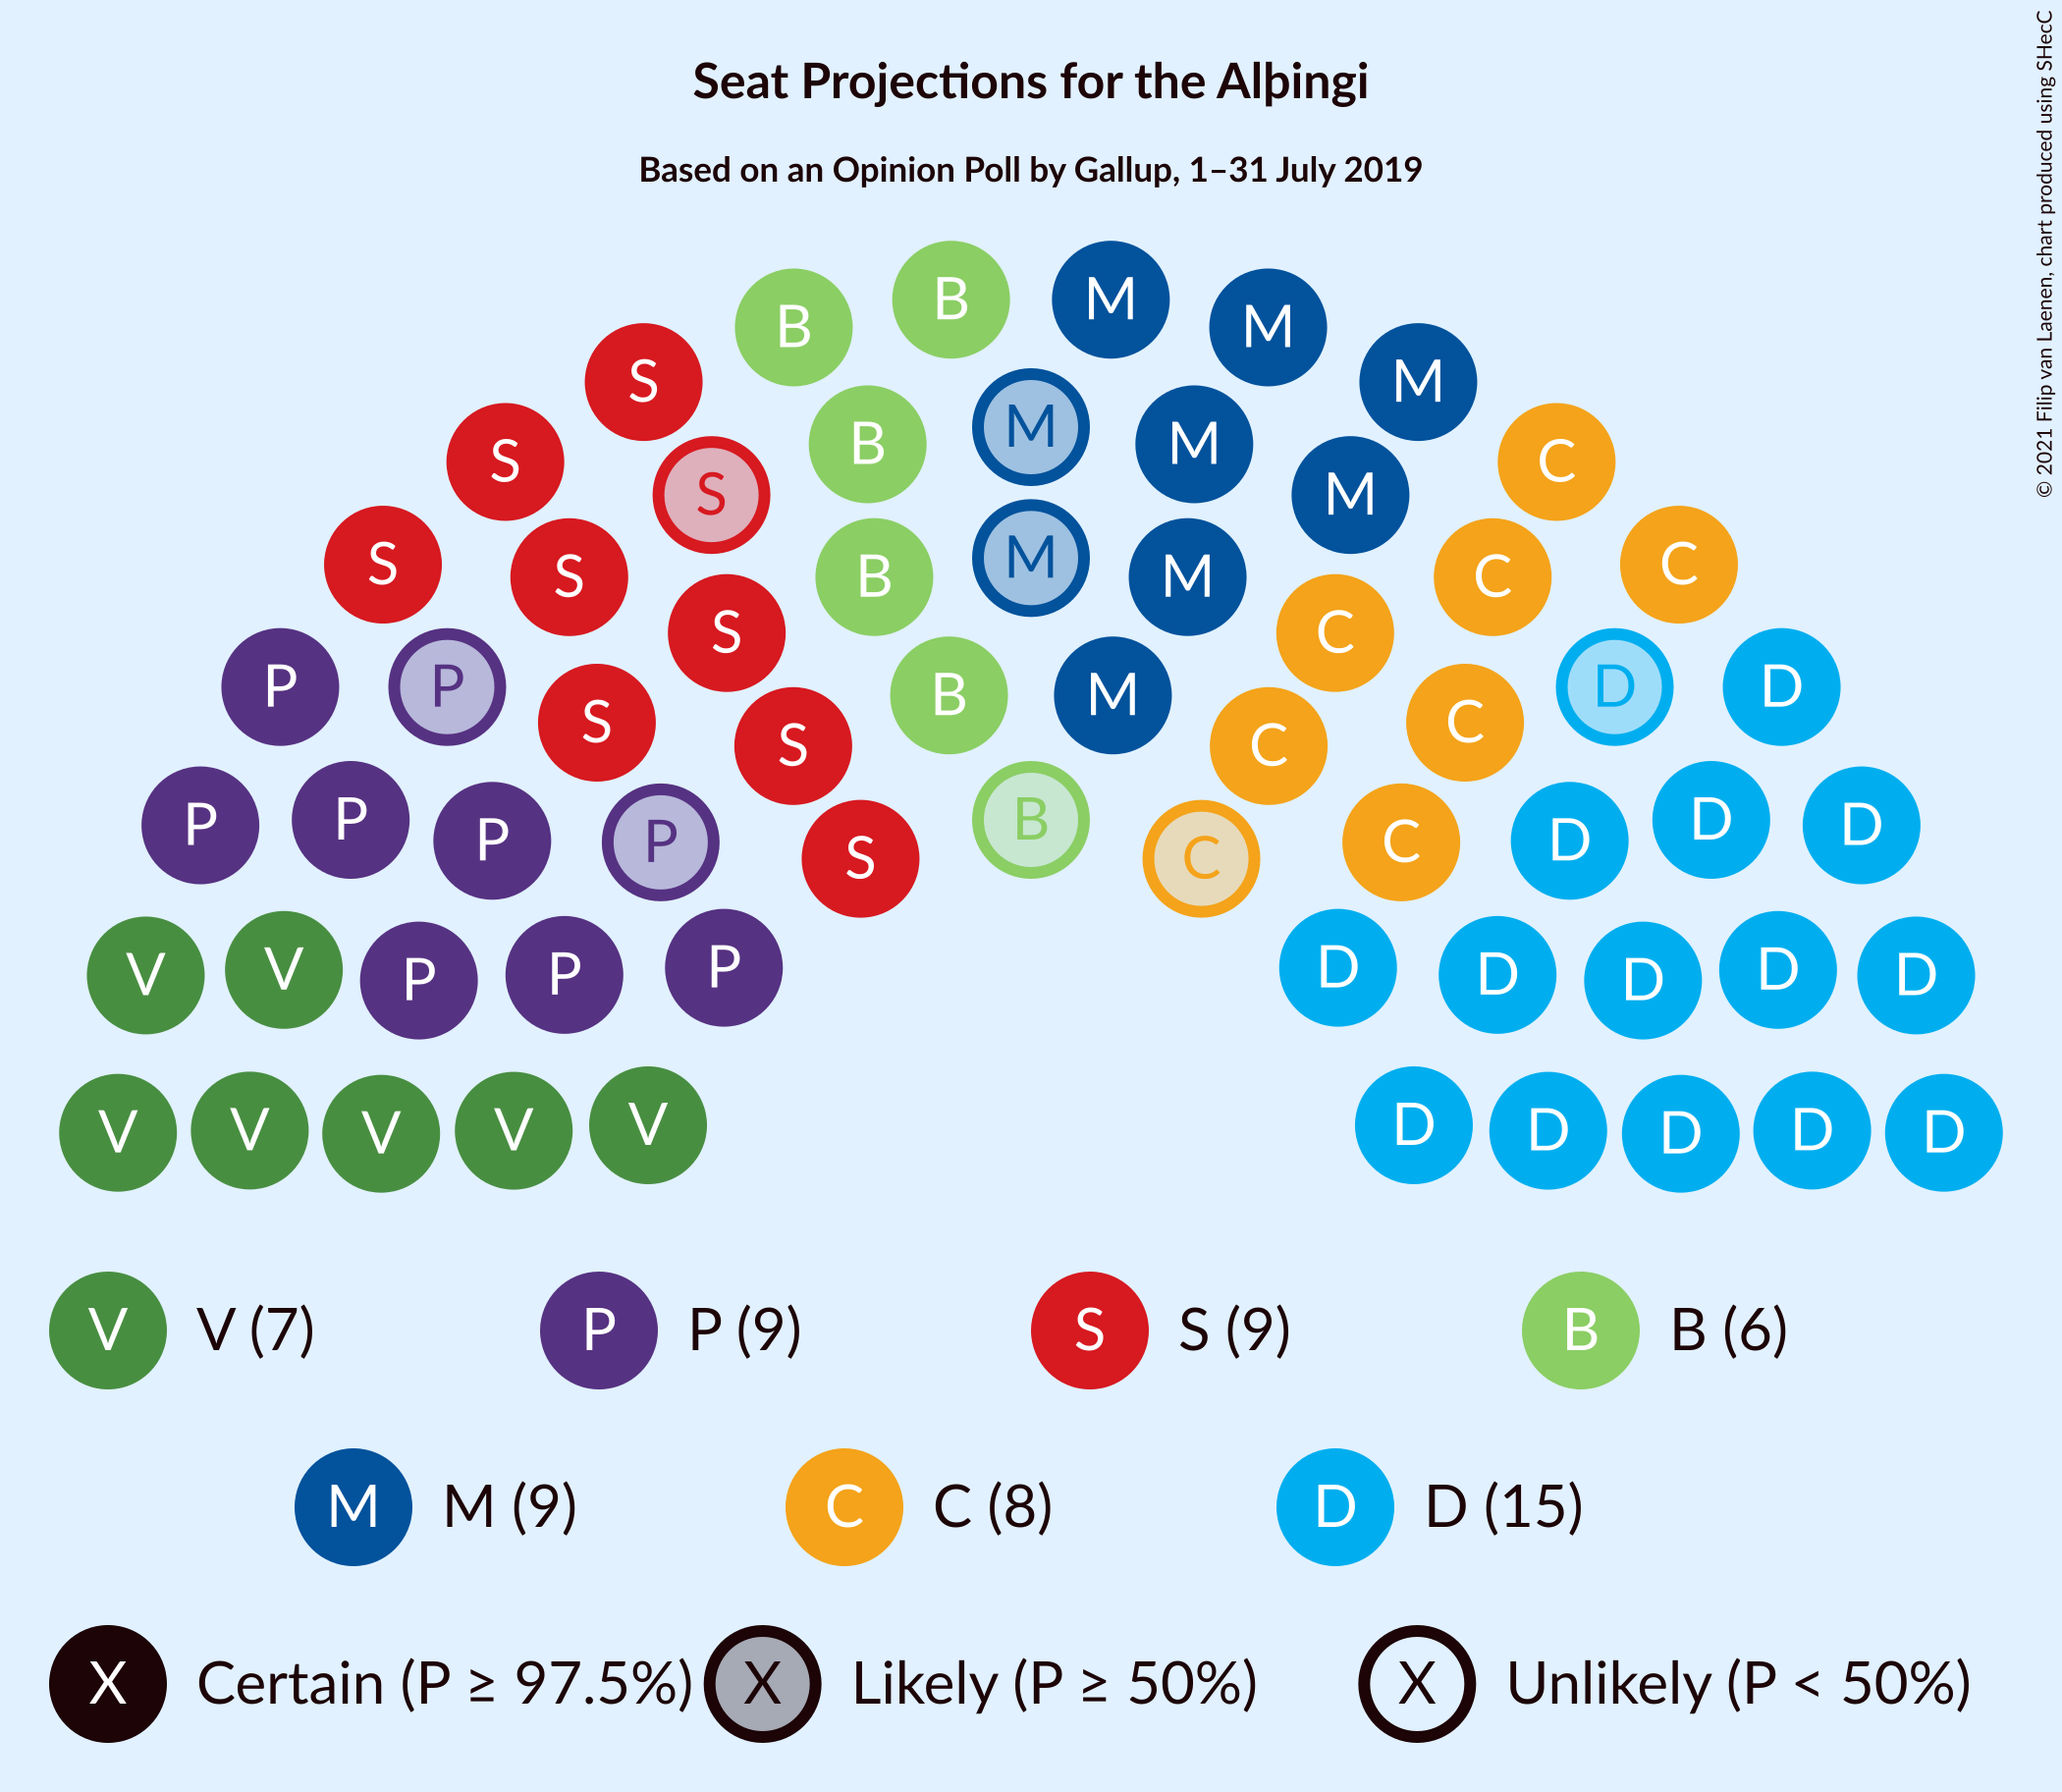 Seat Projections for the Alþingi
Based on an Opinion Poll by Gallup, 1–31 July 2019
© 2021 Filip van Laenen, chart produced using SHecC
B M
B M
S M
M
B M
S C
S M
M
S C
S B M C
S C
P P D D
B M
S C
S C
P B D
P D
P P C D
S C
V V P P P D D D D D
V V V V V D D D D D
V V (7) P P (9) S S (9) B B (6)
M M (9) C C (8) D D (15)
X Certain (P ≥ 97.5%) X Likely (P ≥ 50%) X Unlikely (P < 50%)